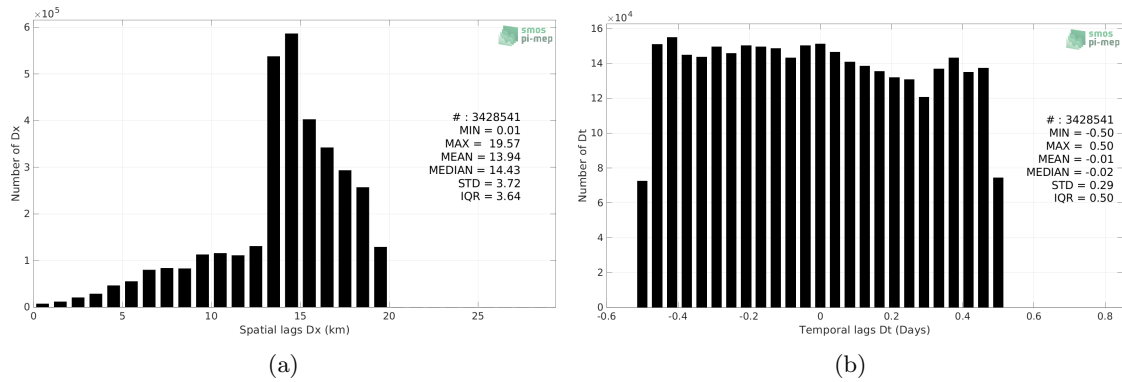 ×10⁵
6
5
4
3
2
1
0
Number of Dx
0 5 10 15 20 25
Spatial lags Dx (km)
smos
pi-mep
# : 3428541
MIN = 0.01
MAX = 19.57
MEAN = 13.94
MEDIAN = 14.43
STD = 3.72
IQR = 3.64
(a)
×10⁴
16
14
12
10
8
6
4
2
0
Number of Dt
-0.6 -0.4 -0.2 0 0.2 0.4 0.6 0.8
Temporal lags Dt (Days)
smos
pi-mep
# : 3428541
MIN = -0.50
MAX = 0.50
MEAN = -0.01
MEDIAN = -0.02
STD = 0.29
IQR = 0.50
(b)